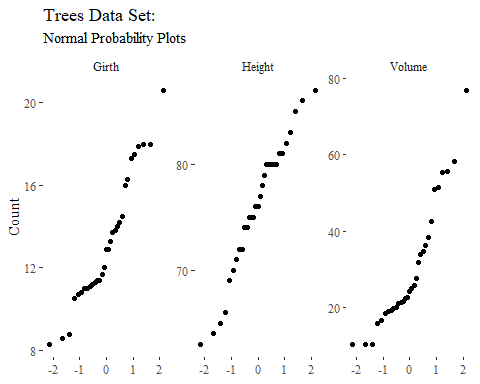 Trees Data Set:
Normal Probability Plots
Girth Height Volume
Count
20
16
12
8
80
70
80
60
40
20
-2 -1 0 1 2
-2 -1 0 1 2
-2 -1 0 1 2